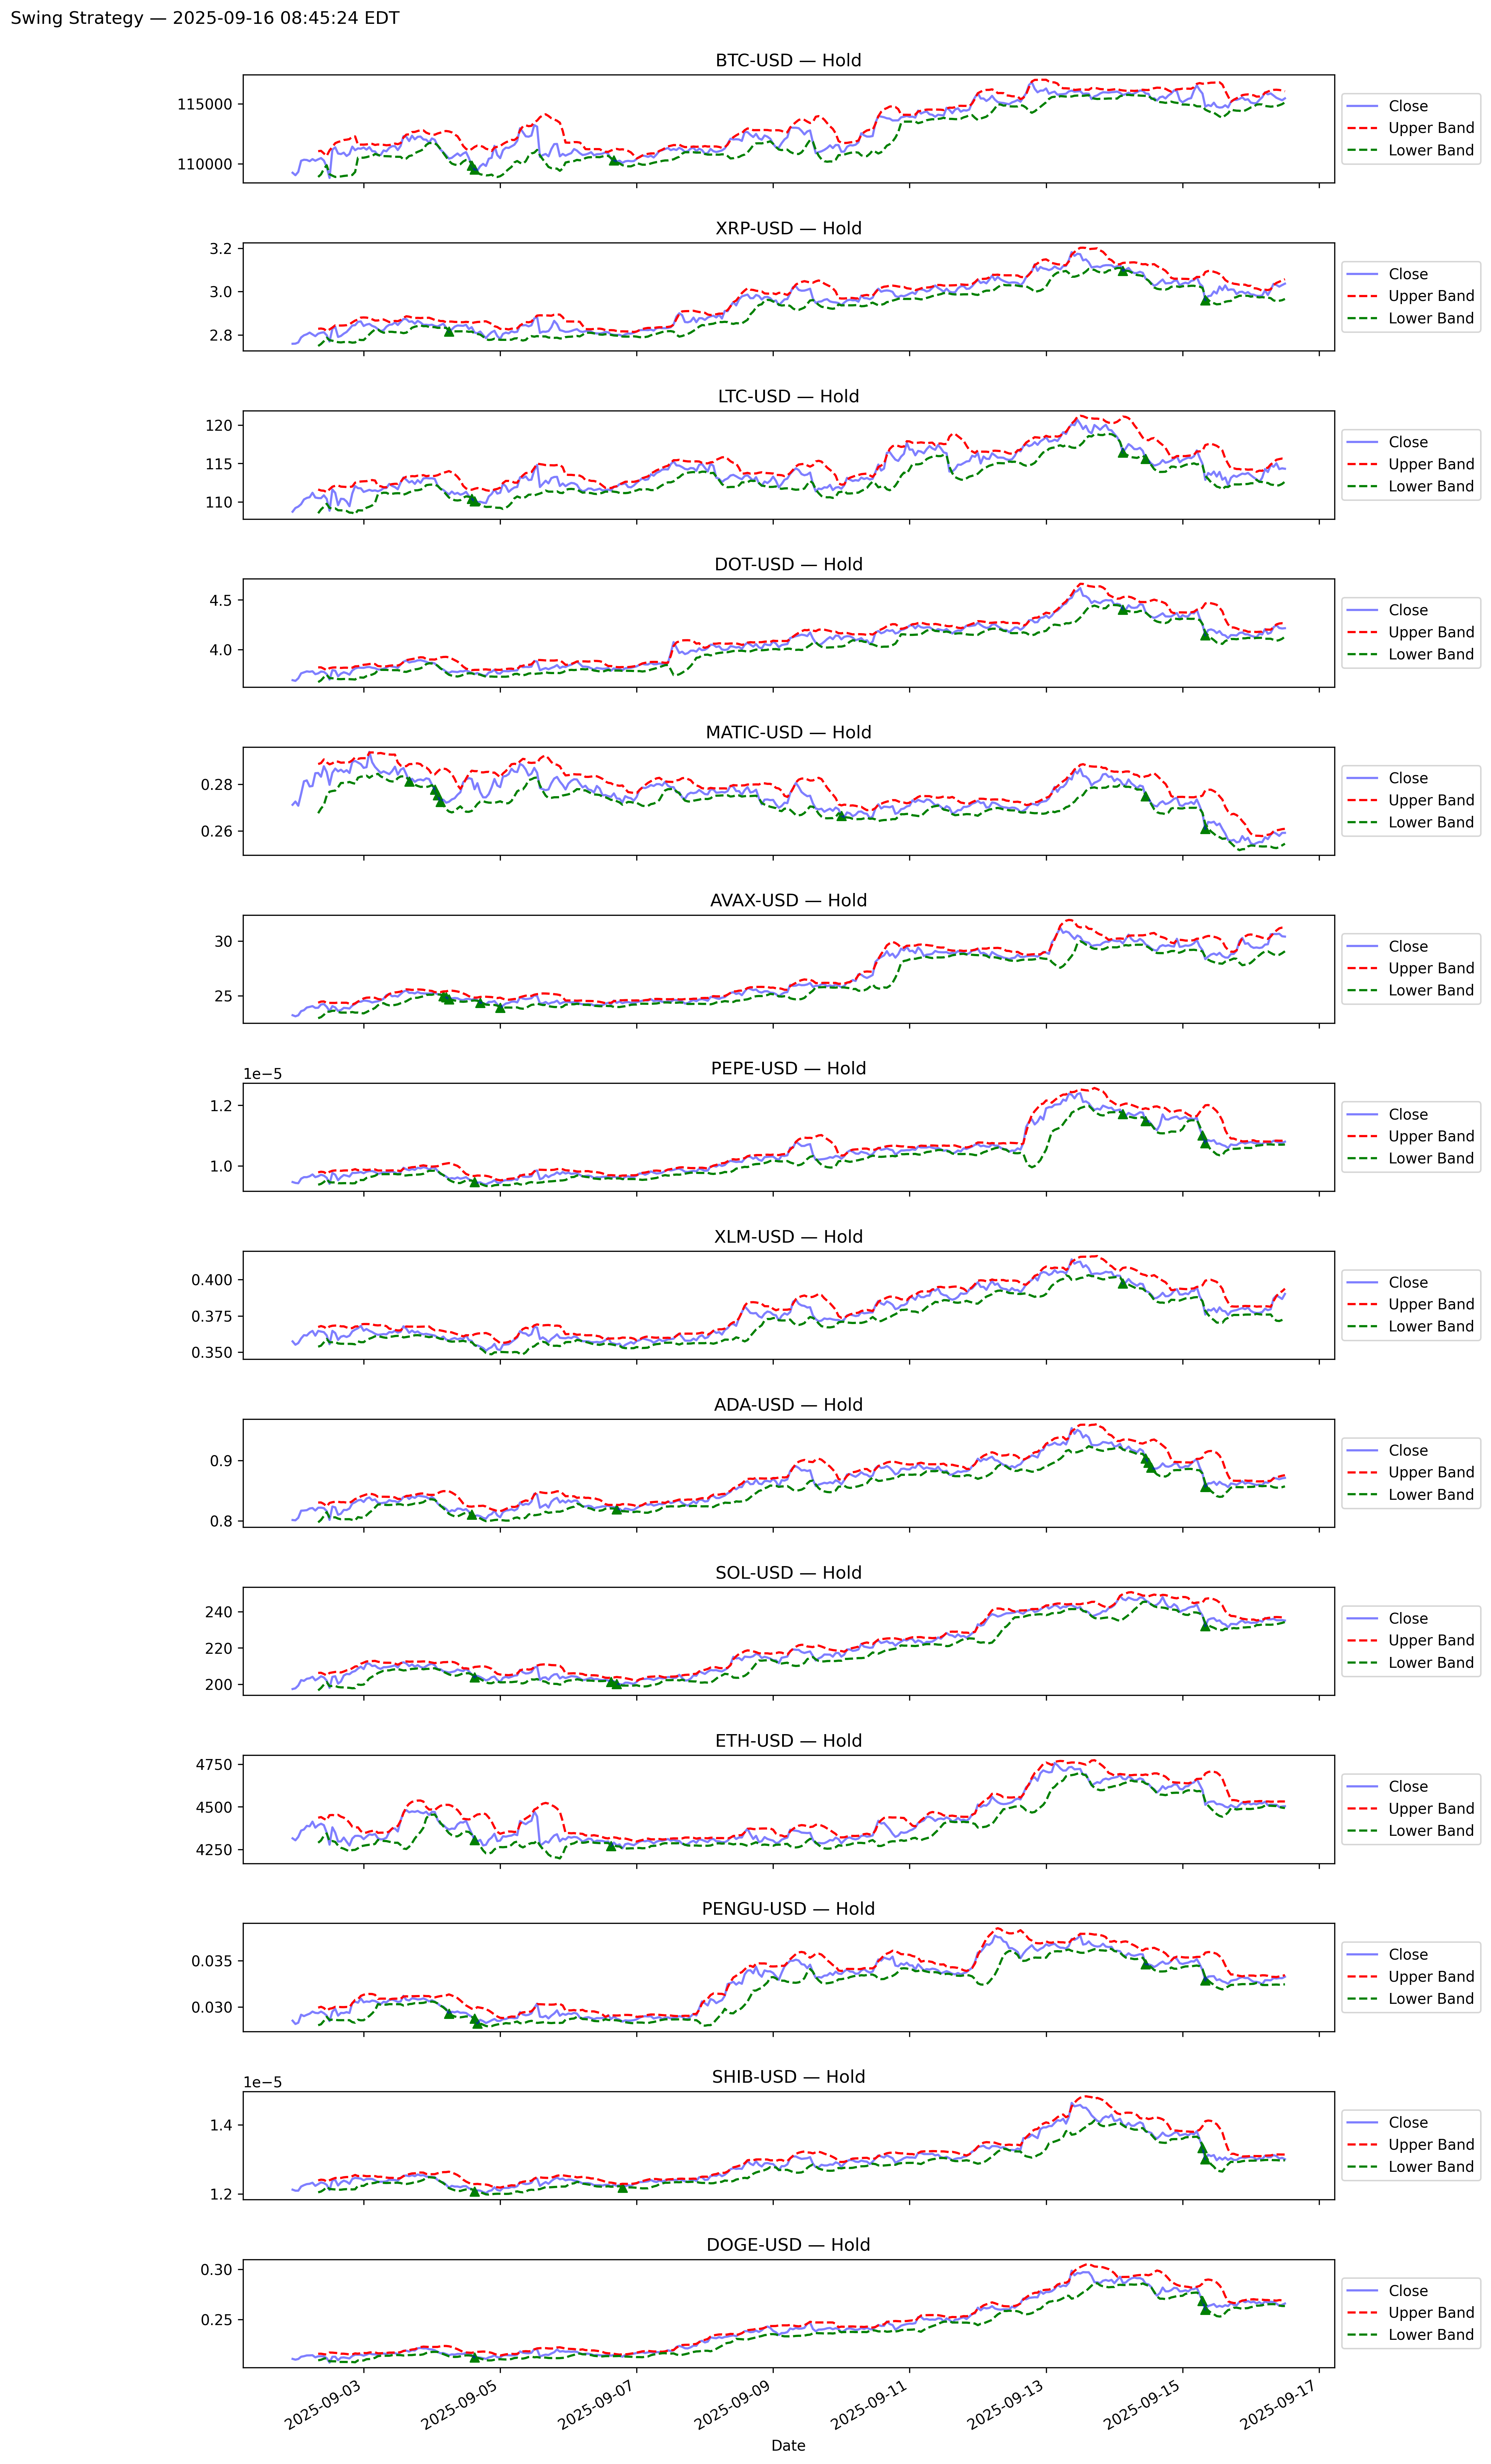 Swing Strategy — 2025-09-16 08:45:24 EDT
BTC-USD — Hold
115000
110000
Close
Upper Band
Lower Band
XRP-USD — Hold
3.2
3.0
2.8
Close
Upper Band
Lower Band
LTC-USD — Hold
120
115
110
Close
Upper Band
Lower Band
DOT-USD — Hold
4.5
4.0
Close
Upper Band
Lower Band
MATIC-USD — Hold
0.28
0.26
Close
Upper Band
Lower Band
AVAX-USD — Hold
30
25
Close
Upper Band
Lower Band
PEPE-USD — Hold
1e−5
1.2
1.0
Close
Upper Band
Lower Band
XLM-USD — Hold
0.400
0.375
0.350
Close
Upper Band
Lower Band
ADA-USD — Hold
0.9
0.8
Close
Upper Band
Lower Band
SOL-USD — Hold
240
220
200
Close
Upper Band
Lower Band
ETH-USD — Hold
4750
4500
4250
Close
Upper Band
Lower Band
PENGU-USD — Hold
0.035
0.030
Close
Upper Band
Lower Band
SHIB-USD — Hold
1e−5
1.4
1.2
Close
Upper Band
Lower Band
DOGE-USD — Hold
0.30
0.25
Close
Upper Band
Lower Band
2025-09-03
2025-09-05
2025-09-07
2025-09-09
2025-09-11
2025-09-13
2025-09-15
2025-09-17
Date